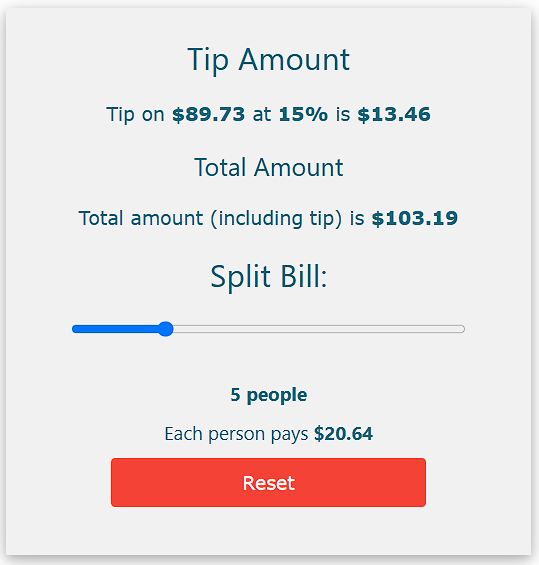 Tip Amount
Tip on $89.73 at 15% is $13.46
Total Amount
Total amount (including tip) is $103.19
Split Bill:
5 people
Each person pays $20.64
Reset